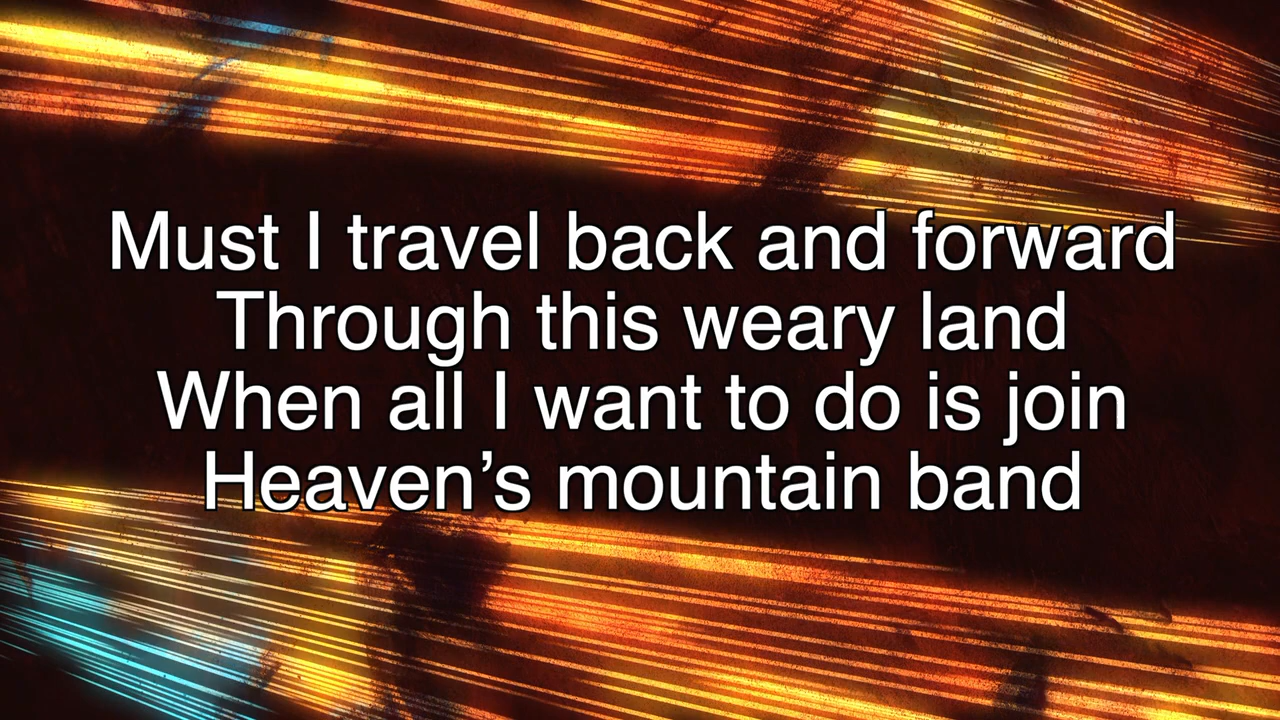 Must I travel back and forward
Through this weary land
When all I want to do is join
Heaven’s mountain band